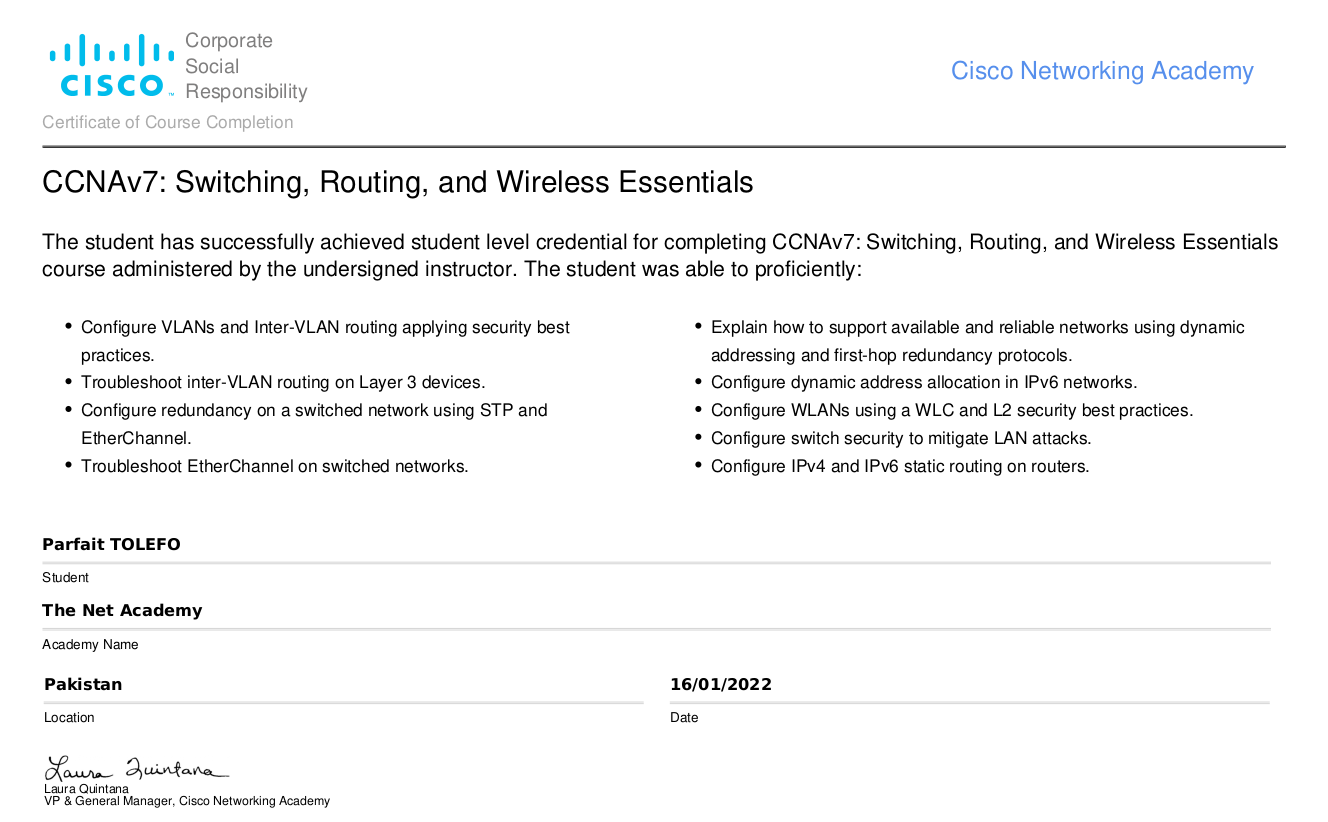 Corporate
Social
Responsibility
CISCO™
Cisco Networking Academy
Certificate of Course Completion
CCNAv7: Switching, Routing, and Wireless Essentials
The student has successfully achieved student level credential for completing CCNAv7: Switching, Routing, and Wireless Essentials
course administered by the undersigned instructor. The student was able to proficiently:
• Configure VLANs and Inter-VLAN routing applying security best
practices.
• Troubleshoot inter-VLAN routing on Layer 3 devices.
• Configure redundancy on a switched network using STP and
EtherChannel.
• Troubleshoot EtherChannel on switched networks.
• Explain how to support available and reliable networks using dynamic
addressing and first-hop redundancy protocols.
• Configure dynamic address allocation in IPv6 networks.
• Configure WLANs using a WLC and L2 security best practices.
• Configure switch security to mitigate LAN attacks.
• Configure IPv4 and IPv6 static routing on routers.
Parfait TOLEFO
Student
The Net Academy
Academy Name
Pakistan
Location
16/01/2022
Date
Laura Quintana
Laura Quintana
VP & General Manager, Cisco Networking Academy